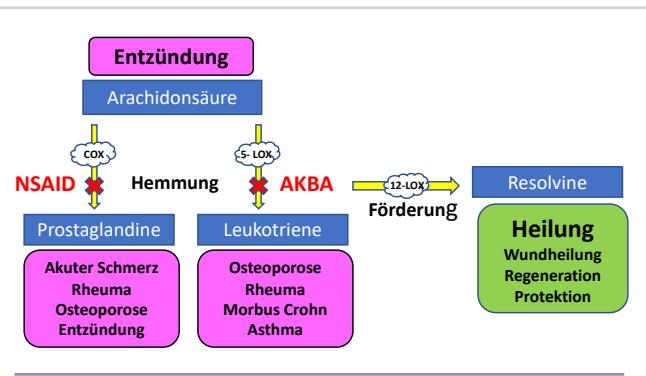 Entzündung
Arachidonsäure
COX
5- LOX
NSAID
Hemmung
AKBA
12-LOX
Förderung
Resolvine
Prostaglandine
Leukotriene
Heilung
Wundheilung
Regeneration
Protektion
Akuter Schmerz
Rheuma
Osteoporose
Entzündung
Osteoporose
Rheuma
Morbus Crohn
Asthma